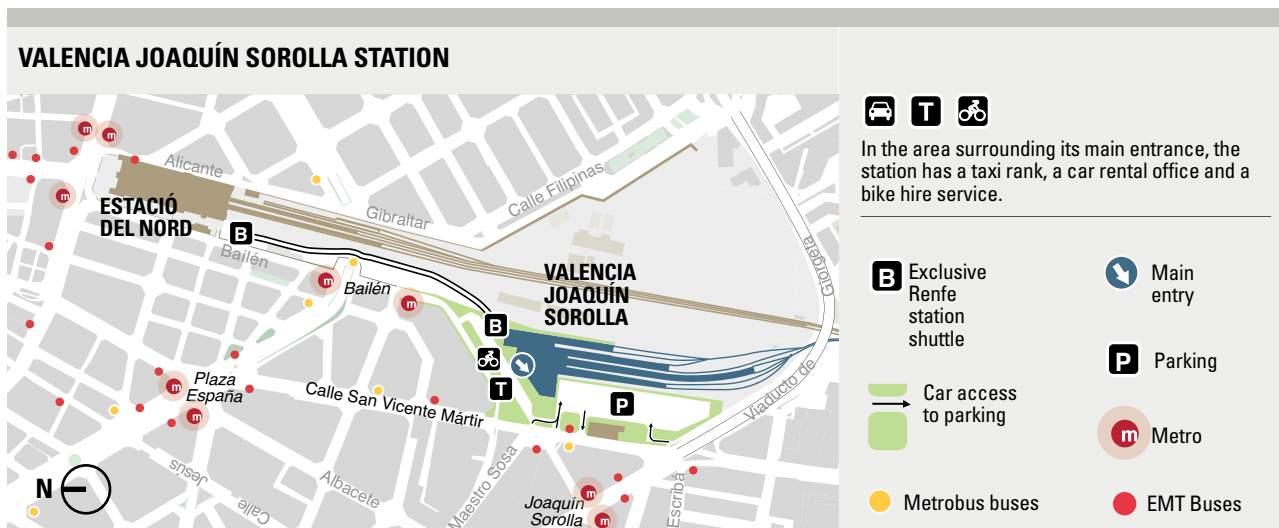 VALENCIA JOAQUÍN SOROLLA STATION
m
m
m
Alicante
ESTACIÓ
DEL NORD
B
Gibraltar
Calle Filipinas
Giorgeta
Bailén
m
Bailén
m
VALENCIA
JOAQUÍN
SOROLLA
B
T
P
Viaducto de
m
Plaza
España
m
Calle San Vicente Mártir
N
Jesús
Calle
Albacete
Maestro Sosa
Joaquín
Sorolla
m
m
Escribá
T
In the area surrounding its main entrance, the
station has a taxi rank, a car rental office and a
bike hire service.
B
Exclusive
Renfe
station
shuttle
Main
entry
P
Parking
Car access
to parking
m
Metro
Metrobus buses
EMT Buses